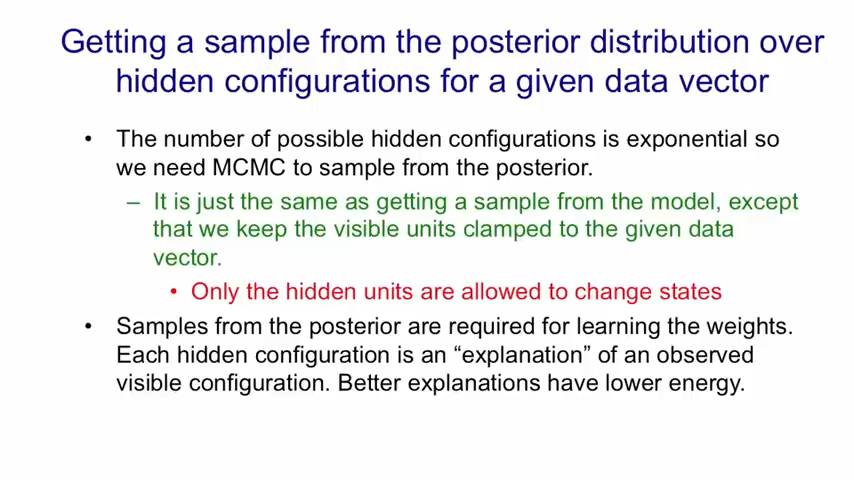 Getting a sample from the posterior distribution over
hidden configurations for a given data vector
• The number of possible hidden configurations is exponential so
we need MCMC to sample from the posterior.
– It is just the same as getting a sample from the model, except
that we keep the visible units clamped to the given data
vector.
• Only the hidden units are allowed to change states
• Samples from the posterior are required for learning the weights.
Each hidden configuration is an “explanation” of an observed
visible configuration. Better explanations have lower energy.